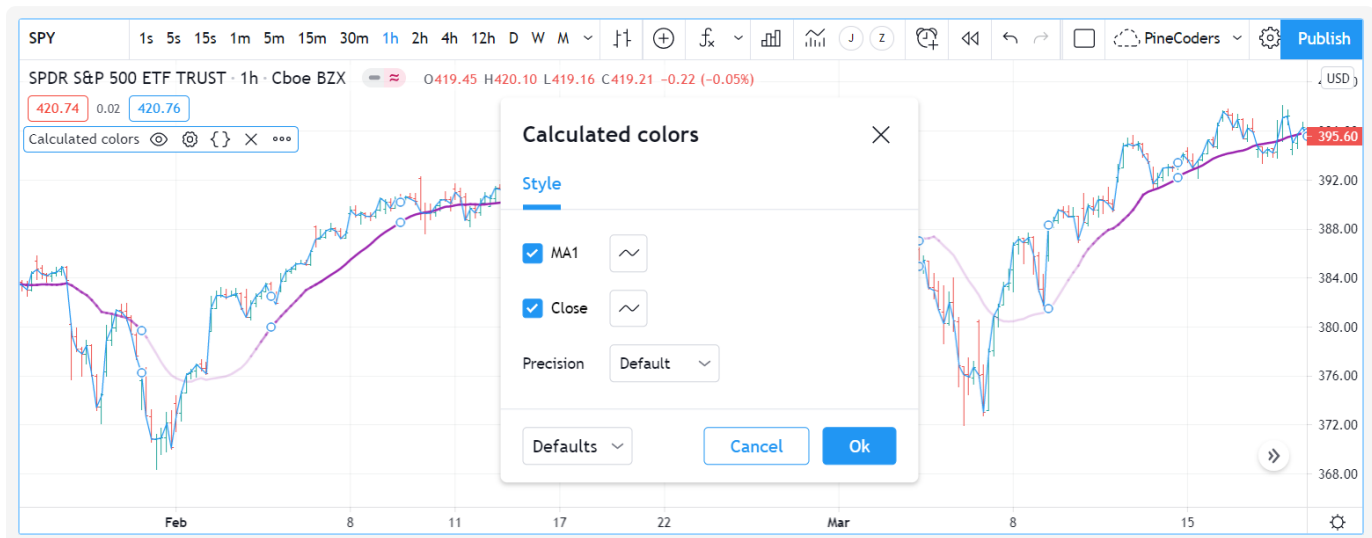 SPY 1s 5s 15s 1m 5m 15m 30m 1h 2h 4h 12h D W M fx J Z PineCoders Publish
SPDR S&P 500 ETF TRUST · 1h · Cboe BZX O419.45 H420.10 L419.16 C419.21 -0.22 (-0.05%) USD
420.74 0.02 420.76
Calculated colors
395.60
392.00
388.00
384.00
380.00
376.00
372.00
368.00
Calculated colors
Style
MA1
Close
Precision Default
Defaults Cancel Ok
Feb 8 11 17 22 Mar 8 15